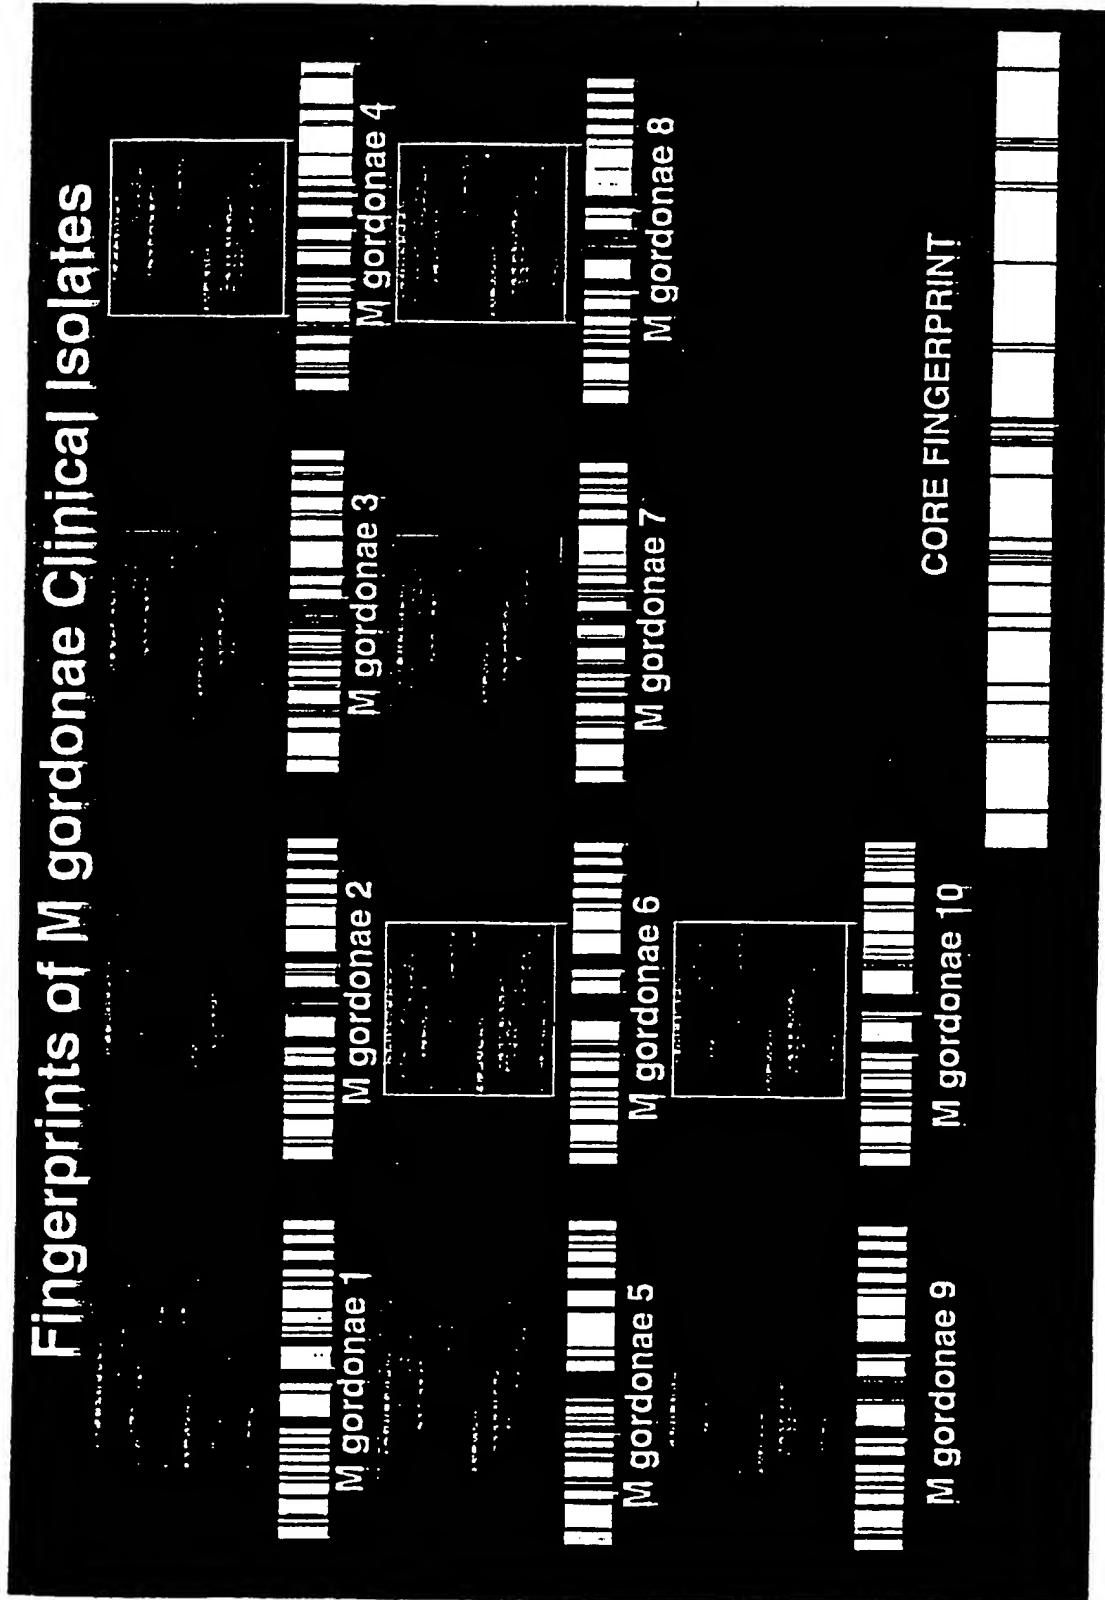 Fingerprints of M gordonae Clinical Isolates
M gordonae 1
M gordonae 2
M gordonae 3
M gordonae 4
M gordonae 5
M gordonae 6
M gordonae 7
M gordonae 8
M gordonae 9
M gordonae 10
CORE FINGERPRINT